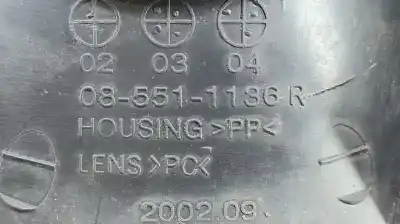 02 03 04
08-551-1136 R
HOUSING >PP<
LENS >PC<
2002.09.